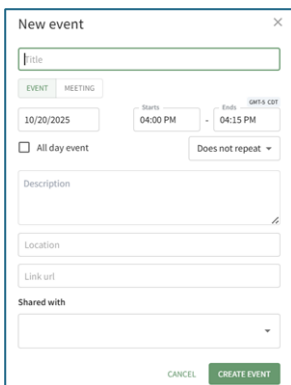 New event
Title
EVENT MEETING
GMT-5 CDT
Starts Ends
10/20/2025 04:00 PM - 04:15 PM
All day event Does not repeat
Description
Location
Link url
Shared with
CANCEL CREATE EVENT